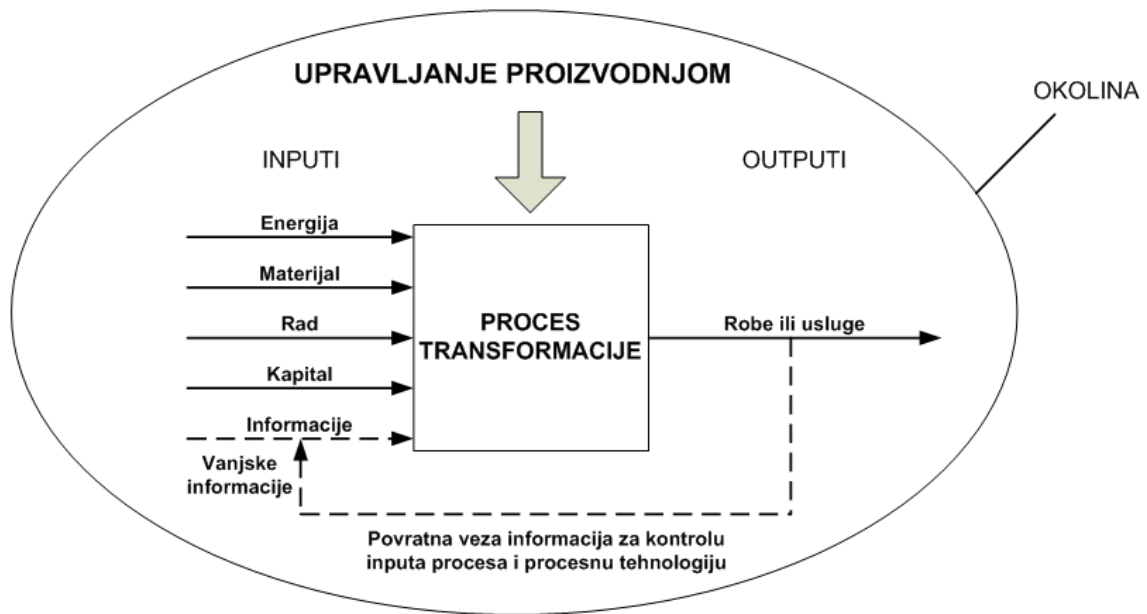 UPRAVLJANJE PROIZVODNJOM
OKOLINA
INPUTI
OUTPUTI
Energija
Materijal
Rad
Kapital
Informacije
Vanjske
informacije
PROCES
TRANSFORMACIJE
Robe ili usluge
Povratna veza informacija za kontrolu
inputa procesa i procesnu tehnologiju